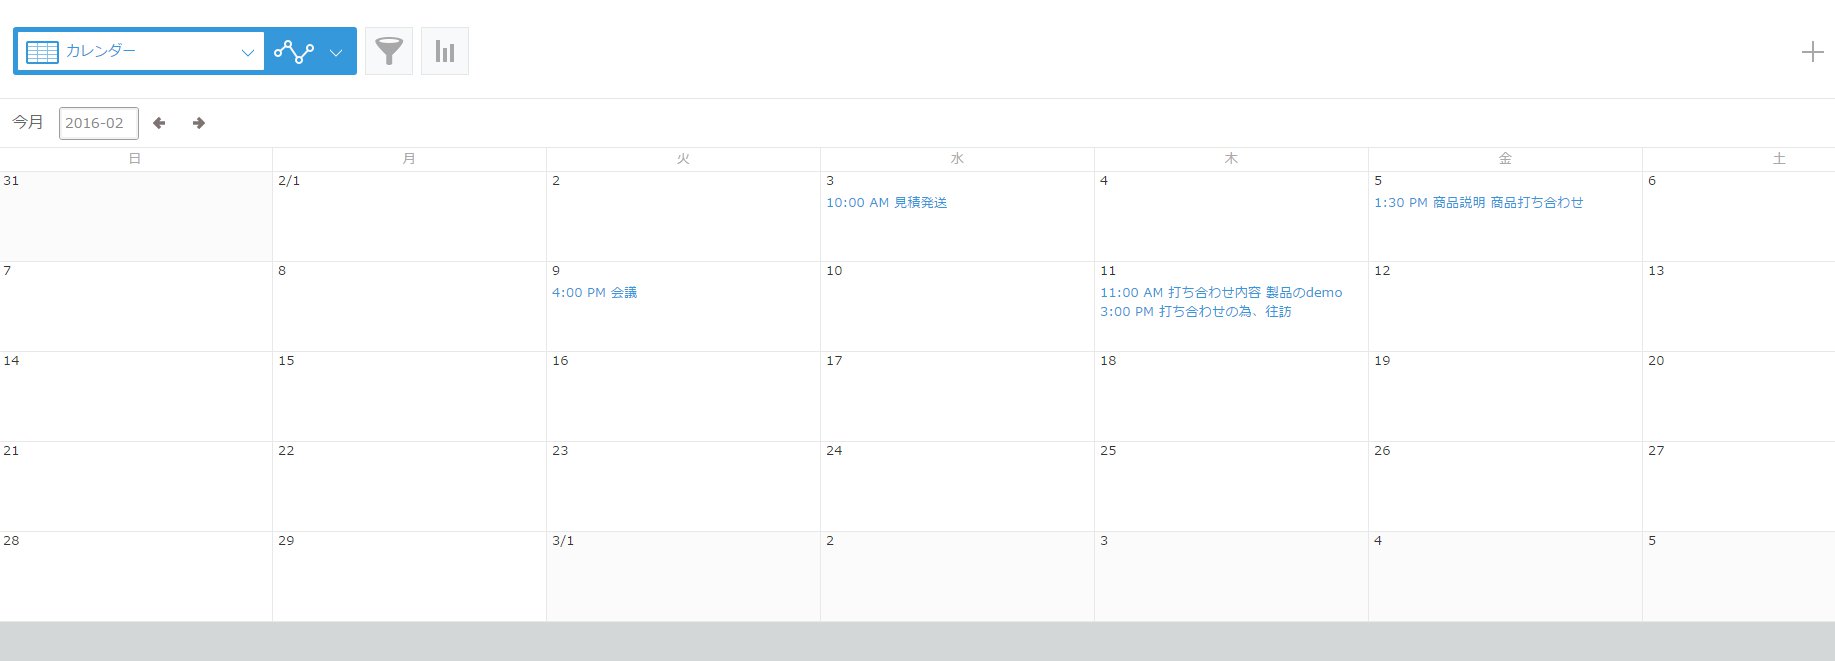 カレンダー
今月 2016-02
日 月 火 水 木 金 土
31 2/1 2 3 4 5 6
10:00 AM 見積発送 1:30 PM 商品説明 商品打ち合わせ
7 8 9 10 11 12 13
4:00 PM 会議 11:00 AM 打ち合わせ内容 製品のdemo
3:00 PM 打ち合わせの為、往訪
14 15 16 17 18 19 20
21 22 23 24 25 26 27
28 29 3/1 2 3 4 5